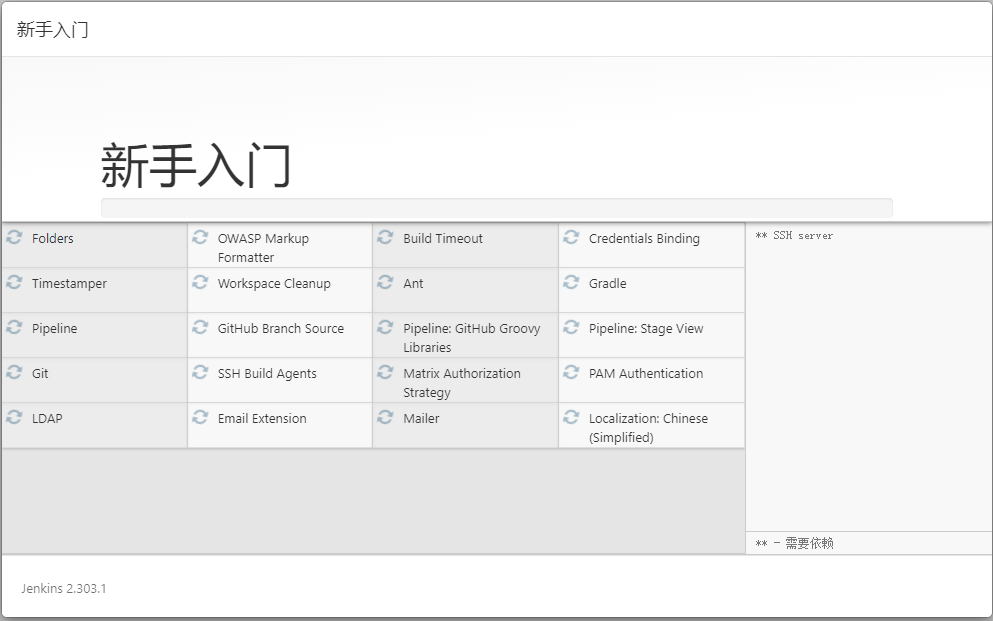 新手入门
新手入门
Folders
OWASP Markup
Formatter
Build Timeout
Credentials Binding
** SSH server
Timestamper
Workspace Cleanup
Ant
Gradle
Pipeline
GitHub Branch Source
Pipeline: GitHub Groovy
Libraries
Pipeline: Stage View
Git
SSH Build Agents
Matrix Authorization
Strategy
PAM Authentication
LDAP
Email Extension
Mailer
Localization: Chinese
(Simplified)
** - 需要依赖
Jenkins 2.303.1